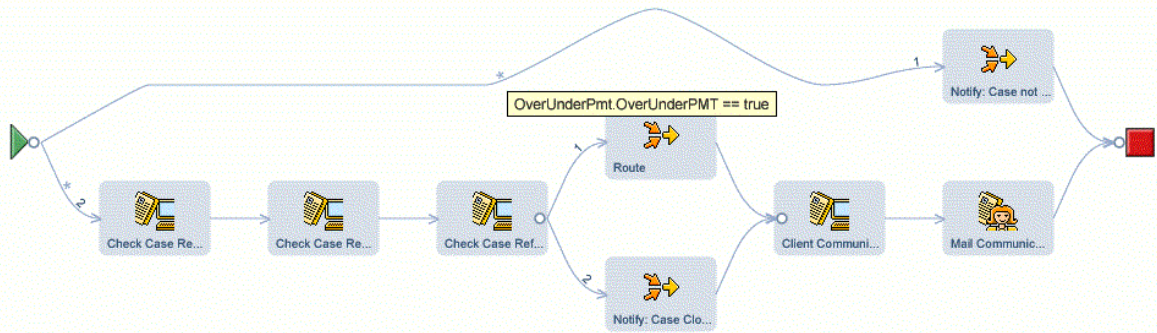 *
1
Notify: Case not ...
OverUnderPmt.OverUnderPMT == true
1
Route
*
2
Check Case Re...
Check Case Re...
Check Case Ref...
Client Communi...
Mail Communic...
2
Notify: Case Clo...